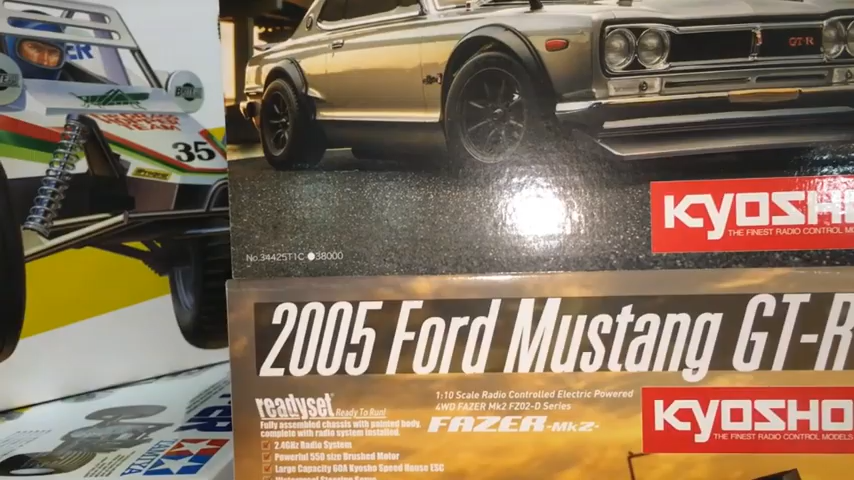 35
GT-R
KYOSH
THE FINEST RADIO CONTROL M
No.34425T1C ●38000
2005 Ford Mustang GT-R
readyset Ready To Run!
Fully assembled chassis with painted body,
complete with radio system installed.
2.4GHz Radio System
Powerful 550 size Brushed Motor
Large Capacity 60A Kyosho Speed House ESC
1:10 Scale Radio Controlled Electric Powered
4WD FAZER Mk2 FZ02-D Series
FAZER-Mk2-
KYOSHO
THE FINEST RADIO CONTROL MODELS
TAMIYA